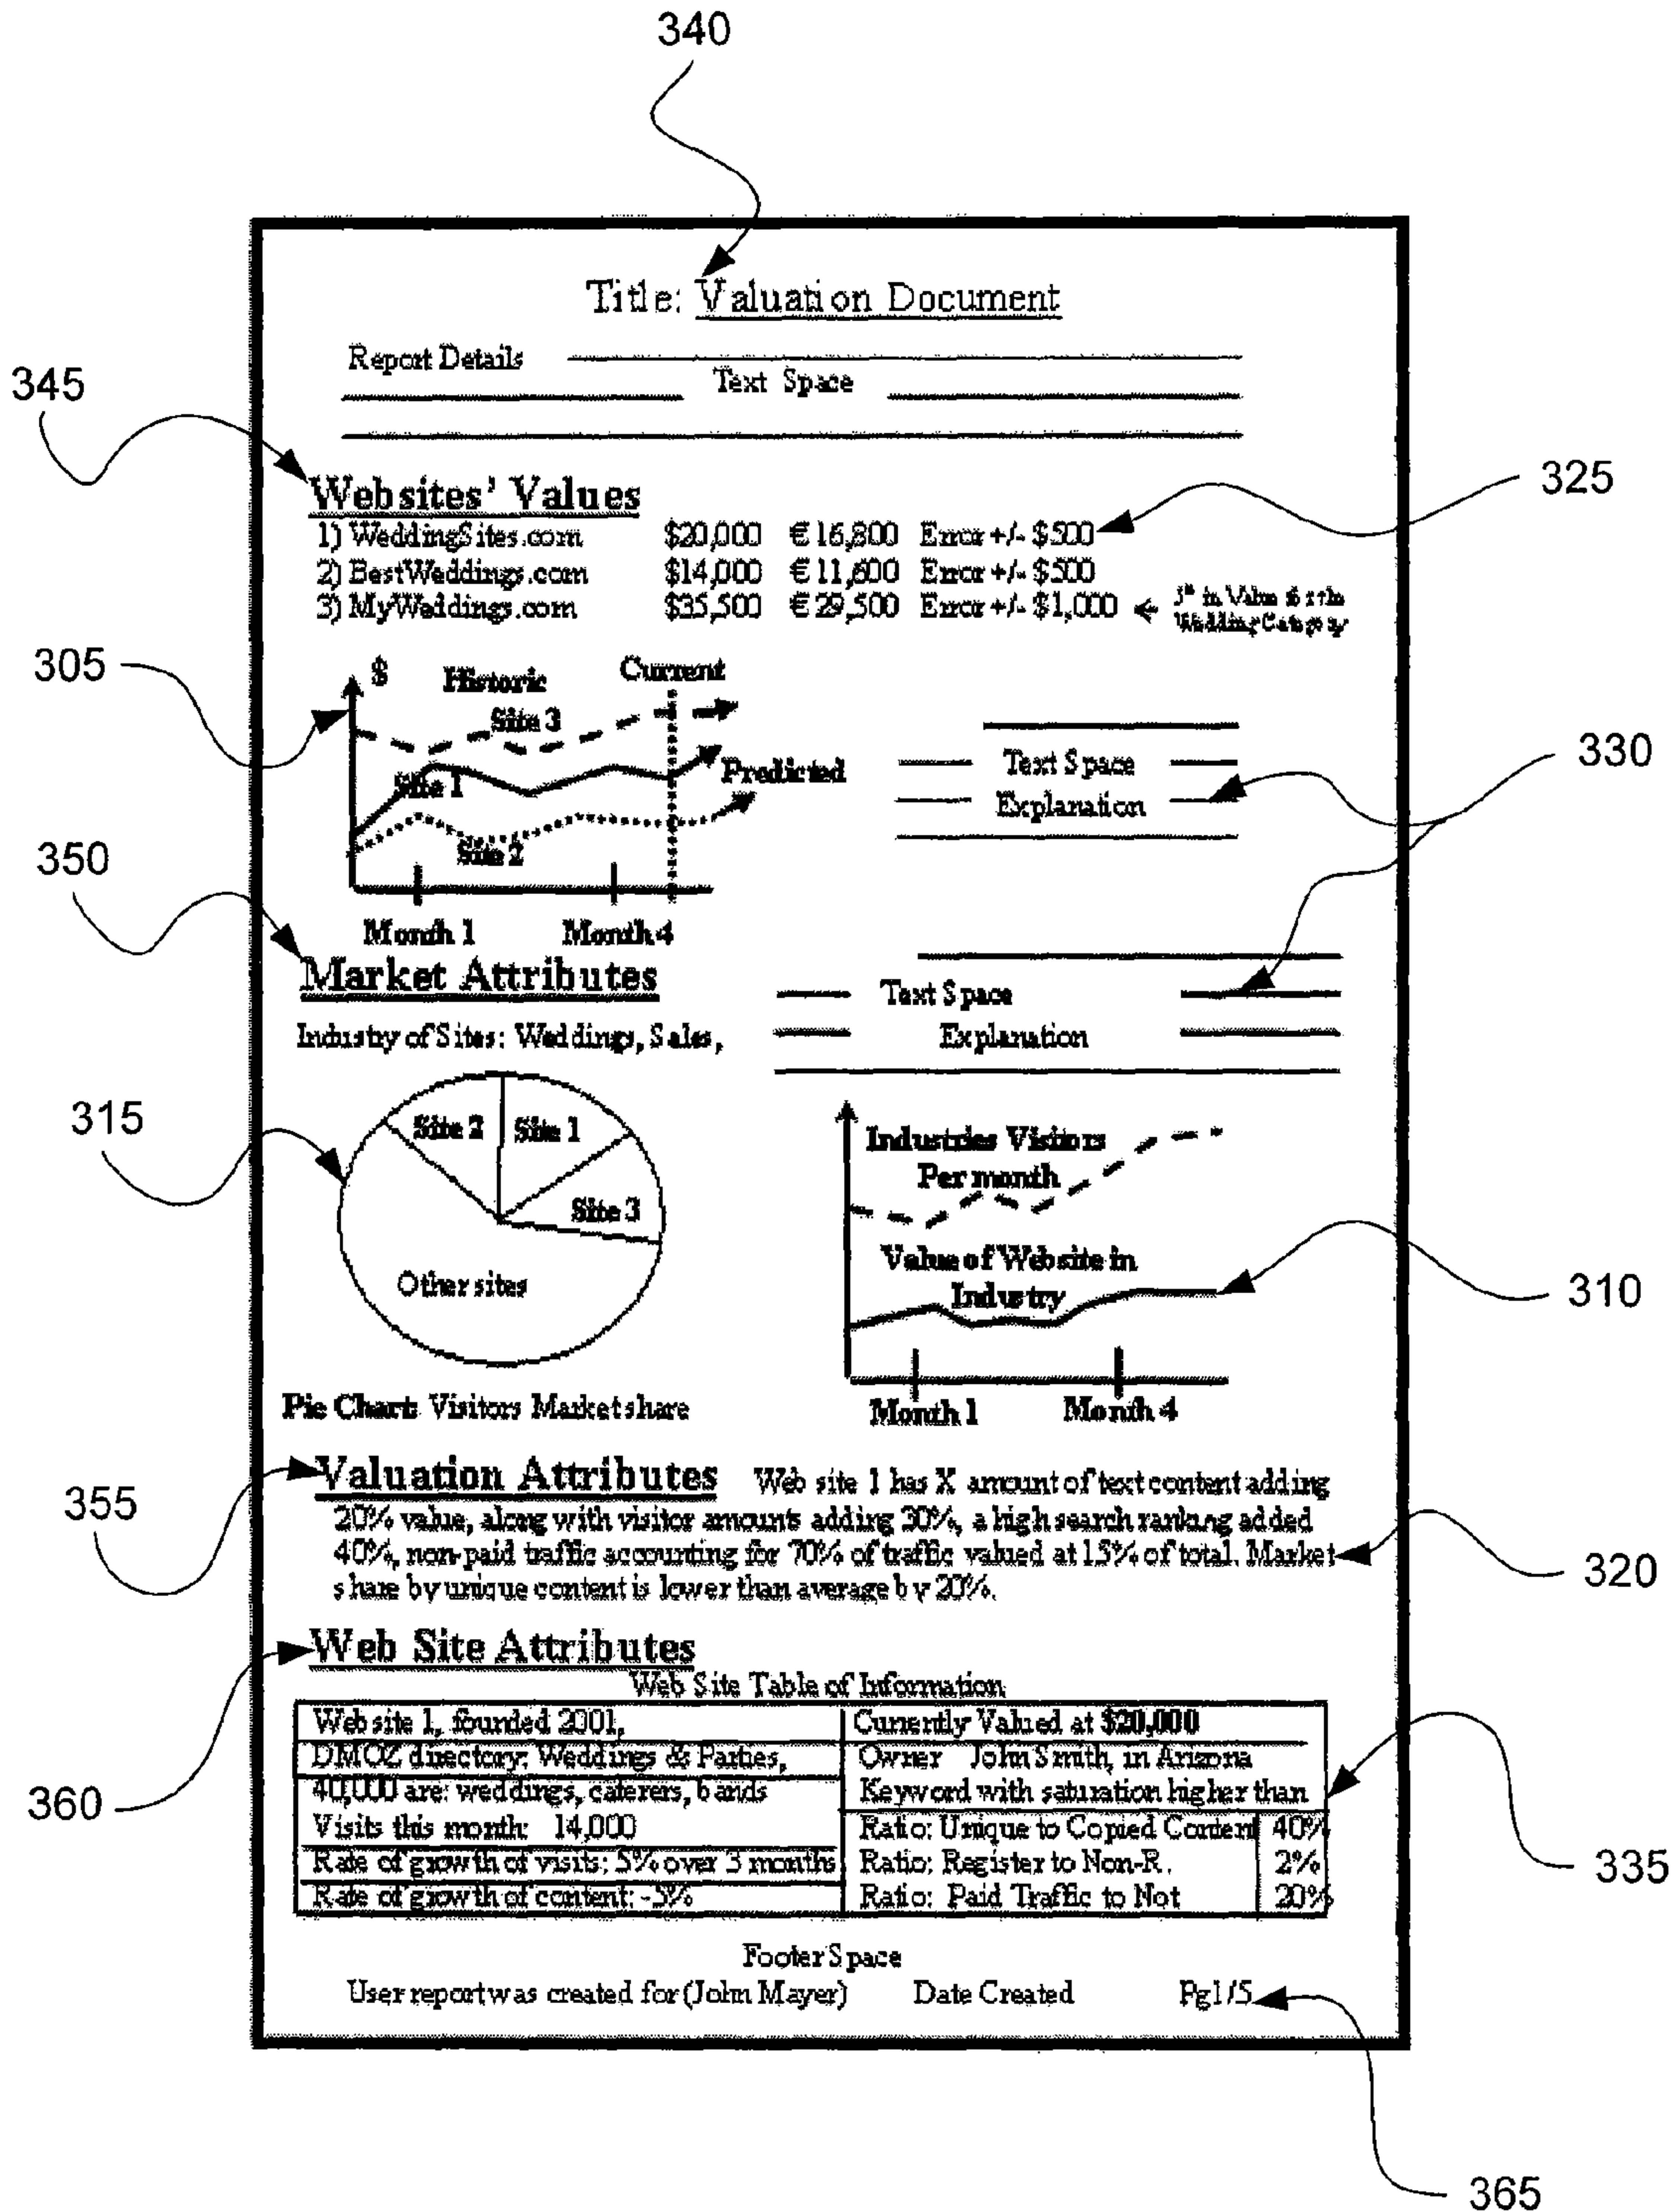 340
Title: Valuation Document
Report Details
Text Space
345
Websites' Values
325
1) WeddingSites.com $20,000 €16,800 Error +/- $500
2) BestWeddings.com $14,000 €11,600 Error +/- $500
3) MyWeddings.com $35,500 €29,500 Error +/- $1,000
in Value for the
Wedding Category
305
$ Historic Current
Site 3
Site 1
Predicted
Site 2
Month 1 Month 4
330
Text Space
Explanation
350
Market Attributes
Text Space
Explanation
Industry of Sites: Weddings, Sales,
315
Site 2 Site 1
Site 3
Other sites
Pie Chart: Visitors Market share
Industries Visitors
Per month
Value of Website in
Industry
310
Month 1 Month 4
355
Valuation Attributes Web site 1 has X amount of text content adding
20% value, along with visitor amounts adding 30%, a high search ranking added
40%, non-paid traffic accounting for 70% of traffic valued at 15% of total. Market
share by unique content is lower than average by 20%.
320
360
Web Site Attributes
Web Site Table of Information
Website 1, founded 2001, Currently Valued at $20,000
DMOZ directory: Weddings & Parties, Owner John Smith, in Arizona
40,000 are: weddings, caterers, bands Keyword with saturation higher than
Visits this month: 14,000 Ratio: Unique to Copied Content 40%
Rate of growth of visits: 5% over 3 months Ratio: Register to Non-R. 2%
Rate of growth of content: -5% Ratio: Paid Traffic to Not 20%
335
Footer Space
User report was created for (John Mayer) Date Created Pg1/5
365